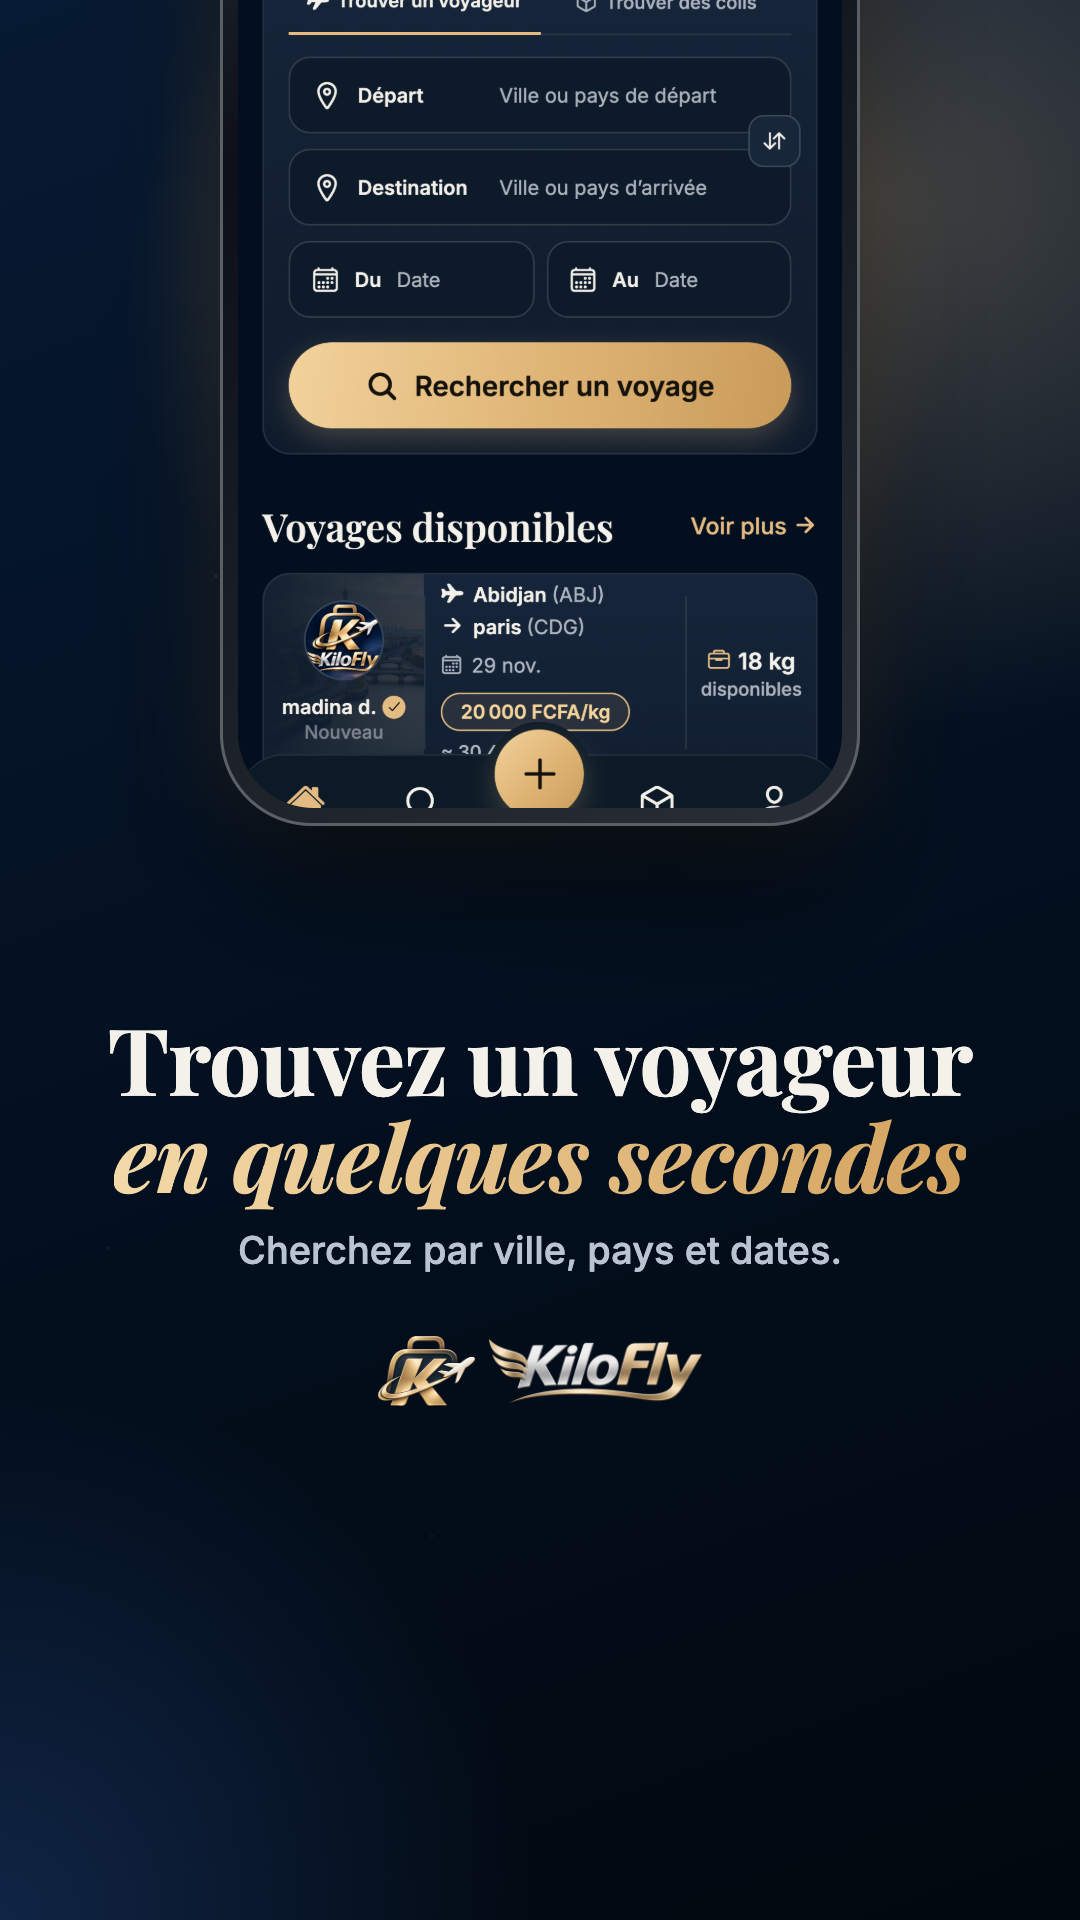 Trouver un voyageur
Trouver des colis
Départ Ville ou pays de départ
Destination Ville ou pays d’arrivée
Du Date
Au Date
Rechercher un voyage
Voyages disponibles
Voir plus →
K
KiloFly
madina d.
Nouveau
Abidjan (ABJ)
→ paris (CDG)
29 nov.
20 000 FCFA/kg
18 kg
disponibles
Trouvez un voyageur
en quelques secondes
Cherchez par ville, pays et dates.
K KiloFly